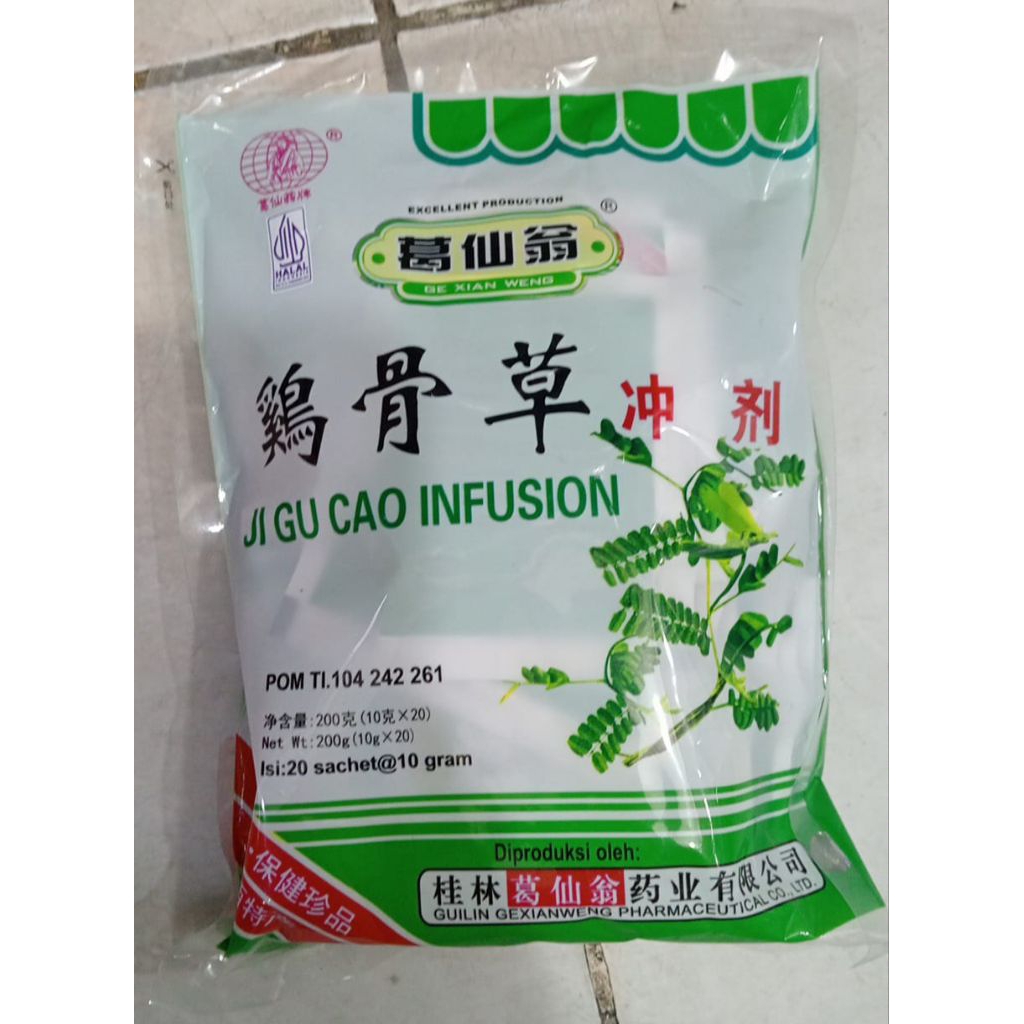 ®
葛仙翁牌
HALAL
EXCELLENT PRODUCTION
®
葛仙翁
GE XIAN WENG
鷄骨草冲剂
JI GU CAO INFUSION
POM TI.104 242 261
净含量:200克(10克×20)
Net Wt:200g(10g×20)
Isi:20 sachet@10 gram
·保健珍品
特
Diproduksi oleh:
桂林葛仙翁药业有限公司
GUILIN GEXIANWENG PHARMACEUTICAL CO.,LTD.